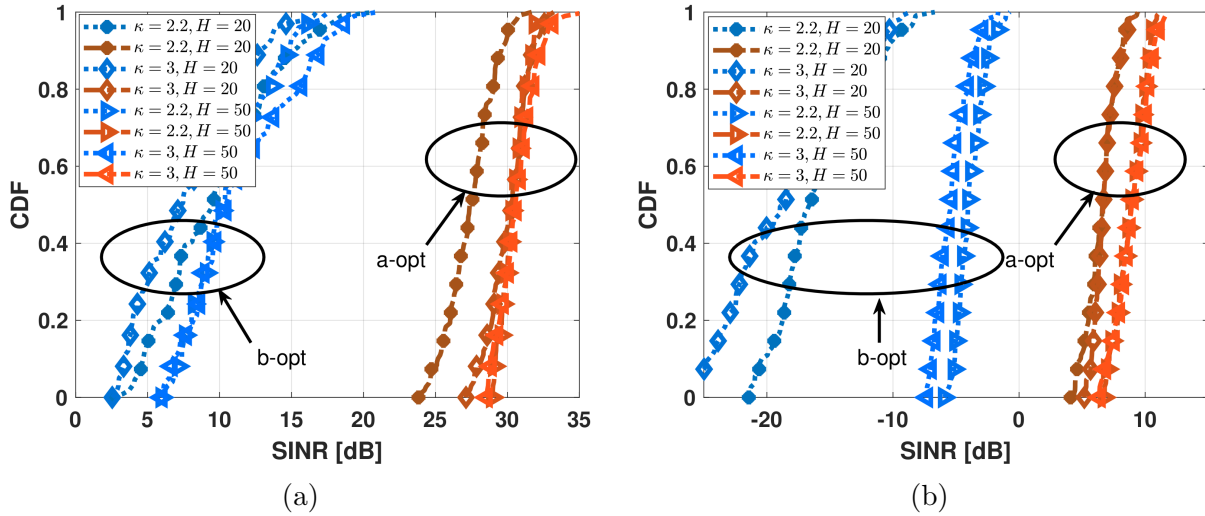 1
0.8
0.6
0.4
0.2
0
CDF
κ = 2.2, H = 20
κ = 2.2, H = 20
κ = 3, H = 20
κ = 3, H = 20
κ = 2.2, H = 50
κ = 2.2, H = 50
κ = 3, H = 50
κ = 3, H = 50
a-opt
b-opt
0 5 10 15 20 25 30 35
SINR [dB]
(a)
1
0.8
0.6
0.4
0.2
0
CDF
κ = 2.2, H = 20
κ = 2.2, H = 20
κ = 3, H = 20
κ = 3, H = 20
κ = 2.2, H = 50
κ = 2.2, H = 50
κ = 3, H = 50
κ = 3, H = 50
a-opt
b-opt
-20 -10 0 10
SINR [dB]
(b)